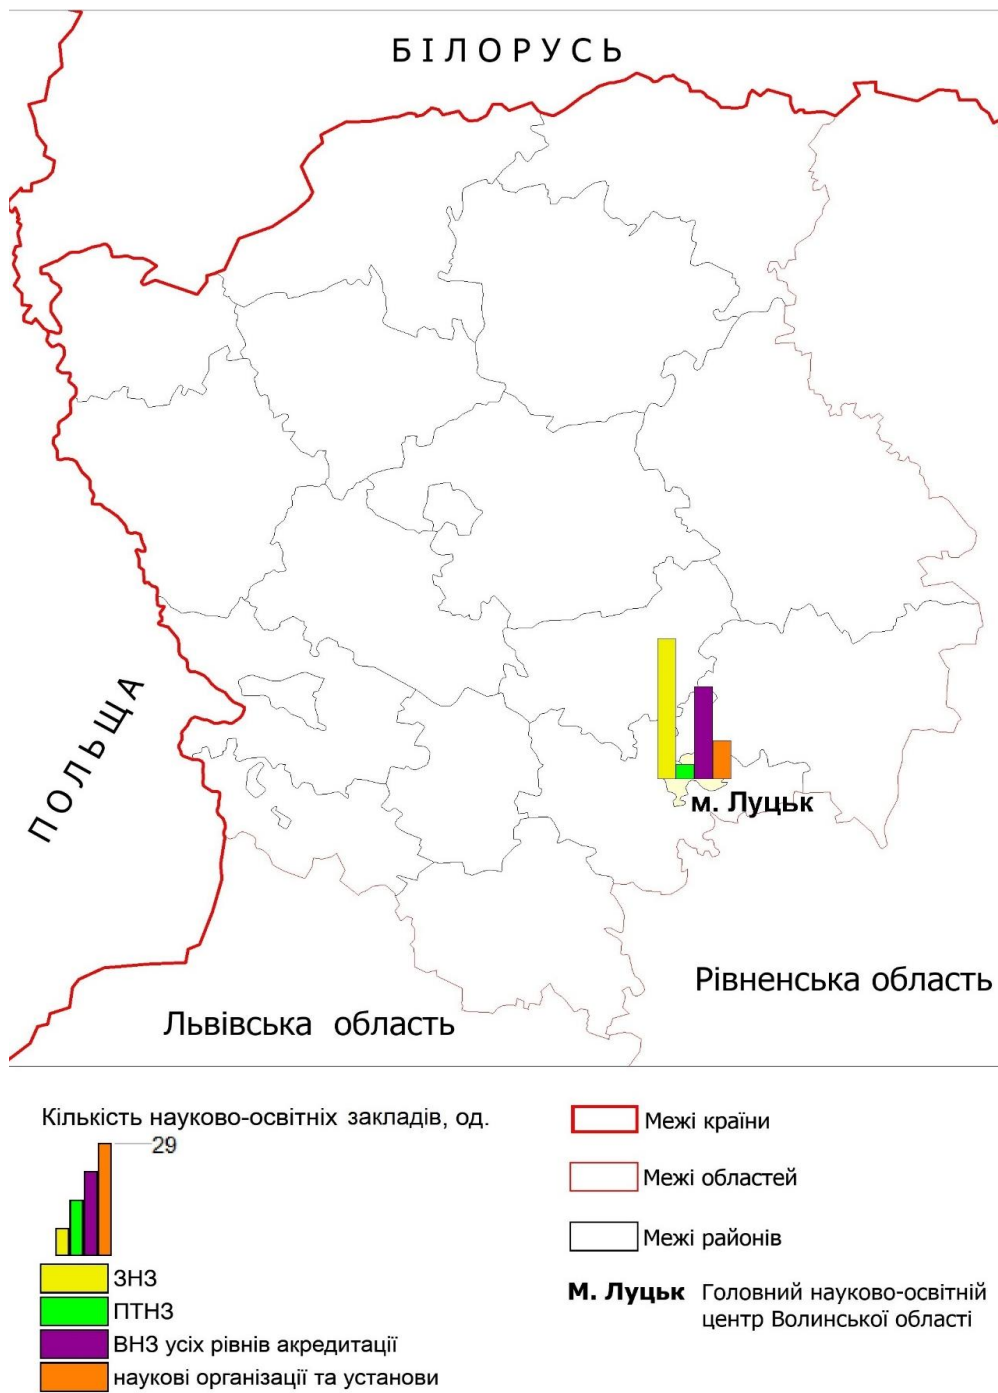 БІЛОРУСЬ
ПОЛЬЩА
м. Луцьк
Рівненська область
Львівська область
Кількість науково-освітніх закладів, од.
29
ЗНЗ
ПТНЗ
ВНЗ усіх рівнів акредитації
наукові організації та установи
Межі країни
Межі областей
Межі районів
М. Луцьк Головний науково-освітній
центр Волинської області